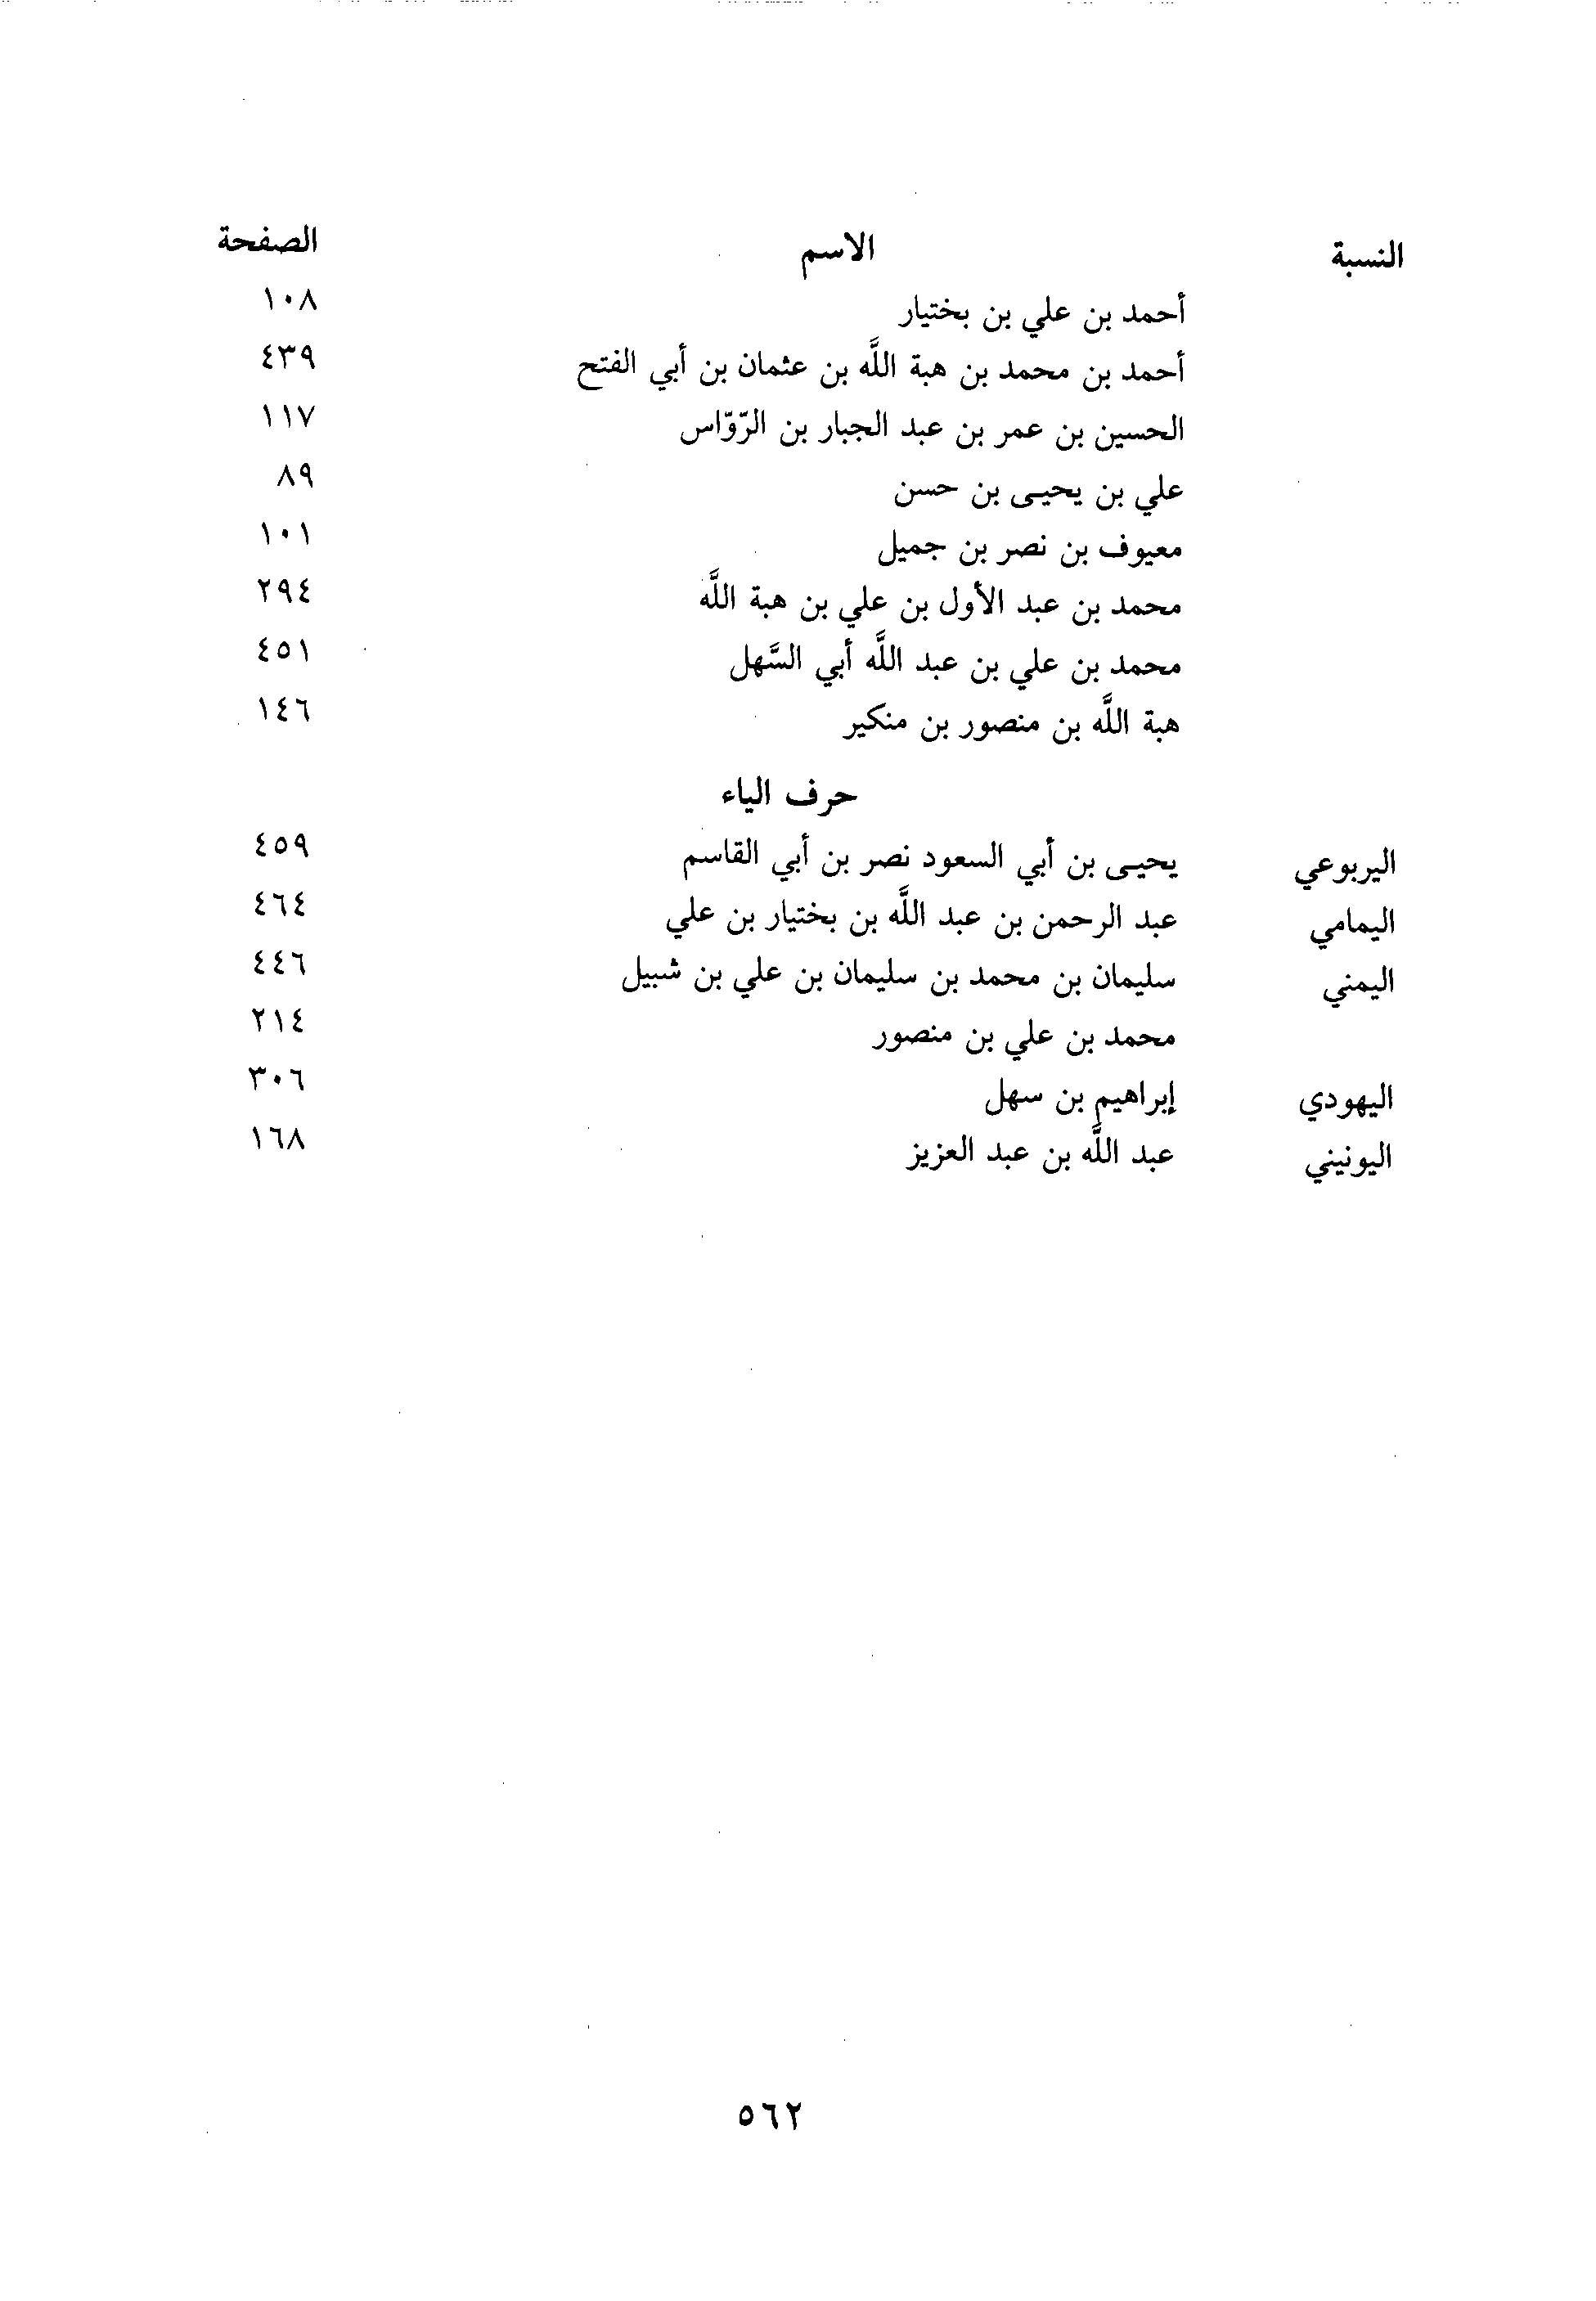 النسبة الاسم الصفحة
أحمد بن علي بن بختيار ١٠٨
أحمد بن محمد بن هبة اللَّه بن عثمان بن أبي الفتح ٤٣٩
الحسين بن عمر بن عبد الجبار بن الرّوّاس ١١٧
علي بن يحيى بن حسن ٨٩
معيوف بن نصر بن جميل ١٠١
محمد بن عبد الأول بن علي بن هبة اللَّه ٢٩٤
محمد بن علي بن عبد اللَّه أبي السَّهل ٤٥١
هبة اللَّه بن منصور بن منكير ١٤٦
حرف الياء
اليربوعي يحيى بن أبي السعود نصر بن أبي القاسم ٤٥٩
اليمامي عبد الرحمن بن عبد اللَّه بن بختيار بن علي ٤٦٤
اليمني سليمان بن محمد بن سليمان بن علي بن شبيل ٤٤٦
محمد بن علي بن منصور ٢١٤
اليهودي إبراهيم بن سهل ٣٠٦
اليونيني عبد اللَّه بن عبد العزيز ١٦٨
٥٦٢